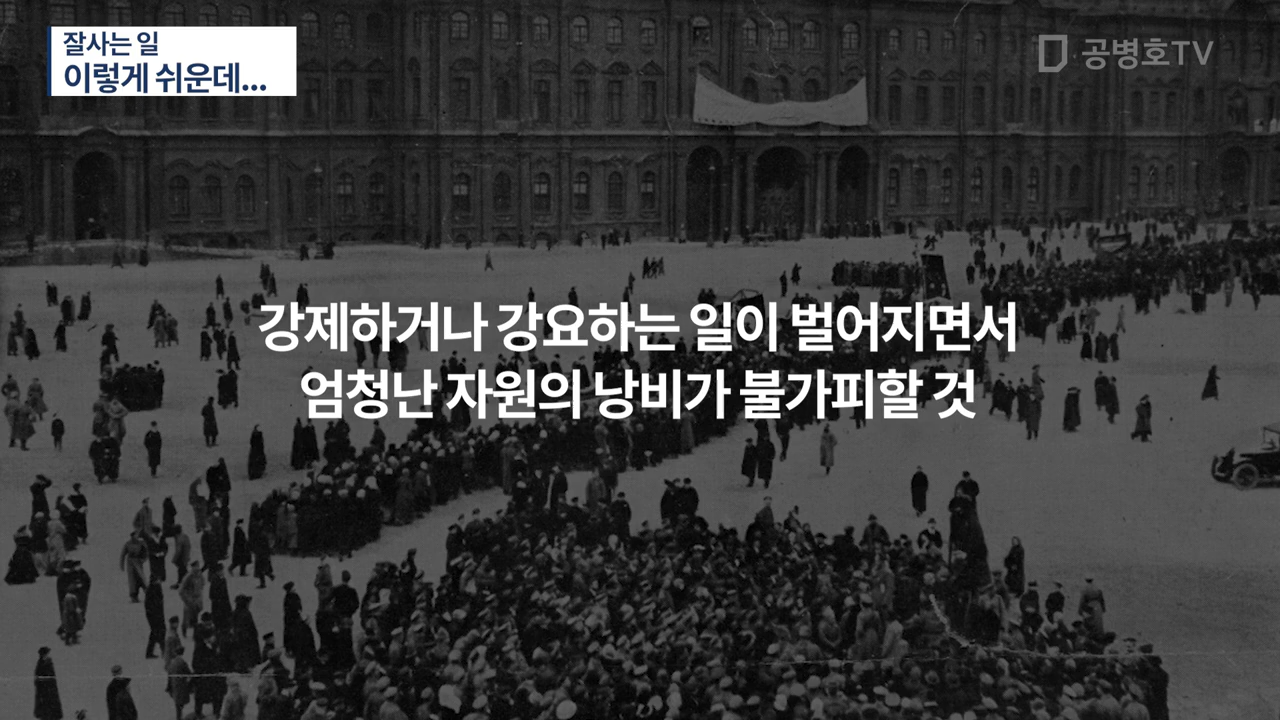 잘사는 일
이렇게 쉬운데...
공병호TV
강제하거나 강요하는 일이 벌어지면서
엄청난 자원의 낭비가 불가피할 것